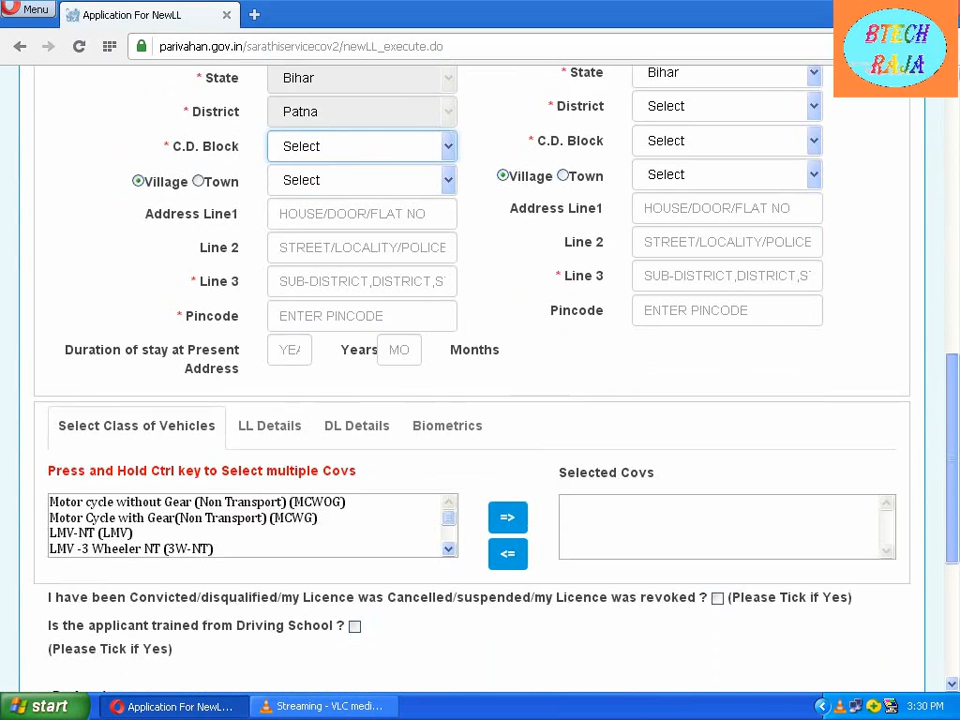 Menu
Application For NewLL
parivahan.gov.in/sarathiservicecov2/newLL_execute.do
BTECH
RAJA
* State
Bihar
* State
Bihar
* District
Patna
* District
Select
* C.D. Block
Select
* C.D. Block
Select
Village Town
Select
Village Town
Select
Address Line1
HOUSE/DOOR/FLAT NO
Address Line1
HOUSE/DOOR/FLAT NO
Line 2
STREET/LOCALITY/POLICE
Line 2
STREET/LOCALITY/POLICE
* Line 3
SUB-DISTRICT,DISTRICT,S
* Line 3
SUB-DISTRICT,DISTRICT,S
* Pincode
ENTER PINCODE
Pincode
ENTER PINCODE
Duration of stay at Present
Address
YEA
Years
MO
Months
Select Class of Vehicles
LL Details
DL Details
Biometrics
Press and Hold Ctrl key to Select multiple Covs
Selected Covs
Motor cycle without Gear (Non Transport) (MCWOG)
Motor Cycle with Gear(Non Transport) (MCWG)
LMV-NT (LMV)
LMV -3 Wheeler NT (3W-NT)
=>
<=
I have been Convicted/disqualified/my Licence was Cancelled/suspended/my Licence was revoked ? (Please Tick if Yes)
Is the applicant trained from Driving School ?
(Please Tick if Yes)
start
Application For NewL...
Streaming - VLC medi...
3:30 PM